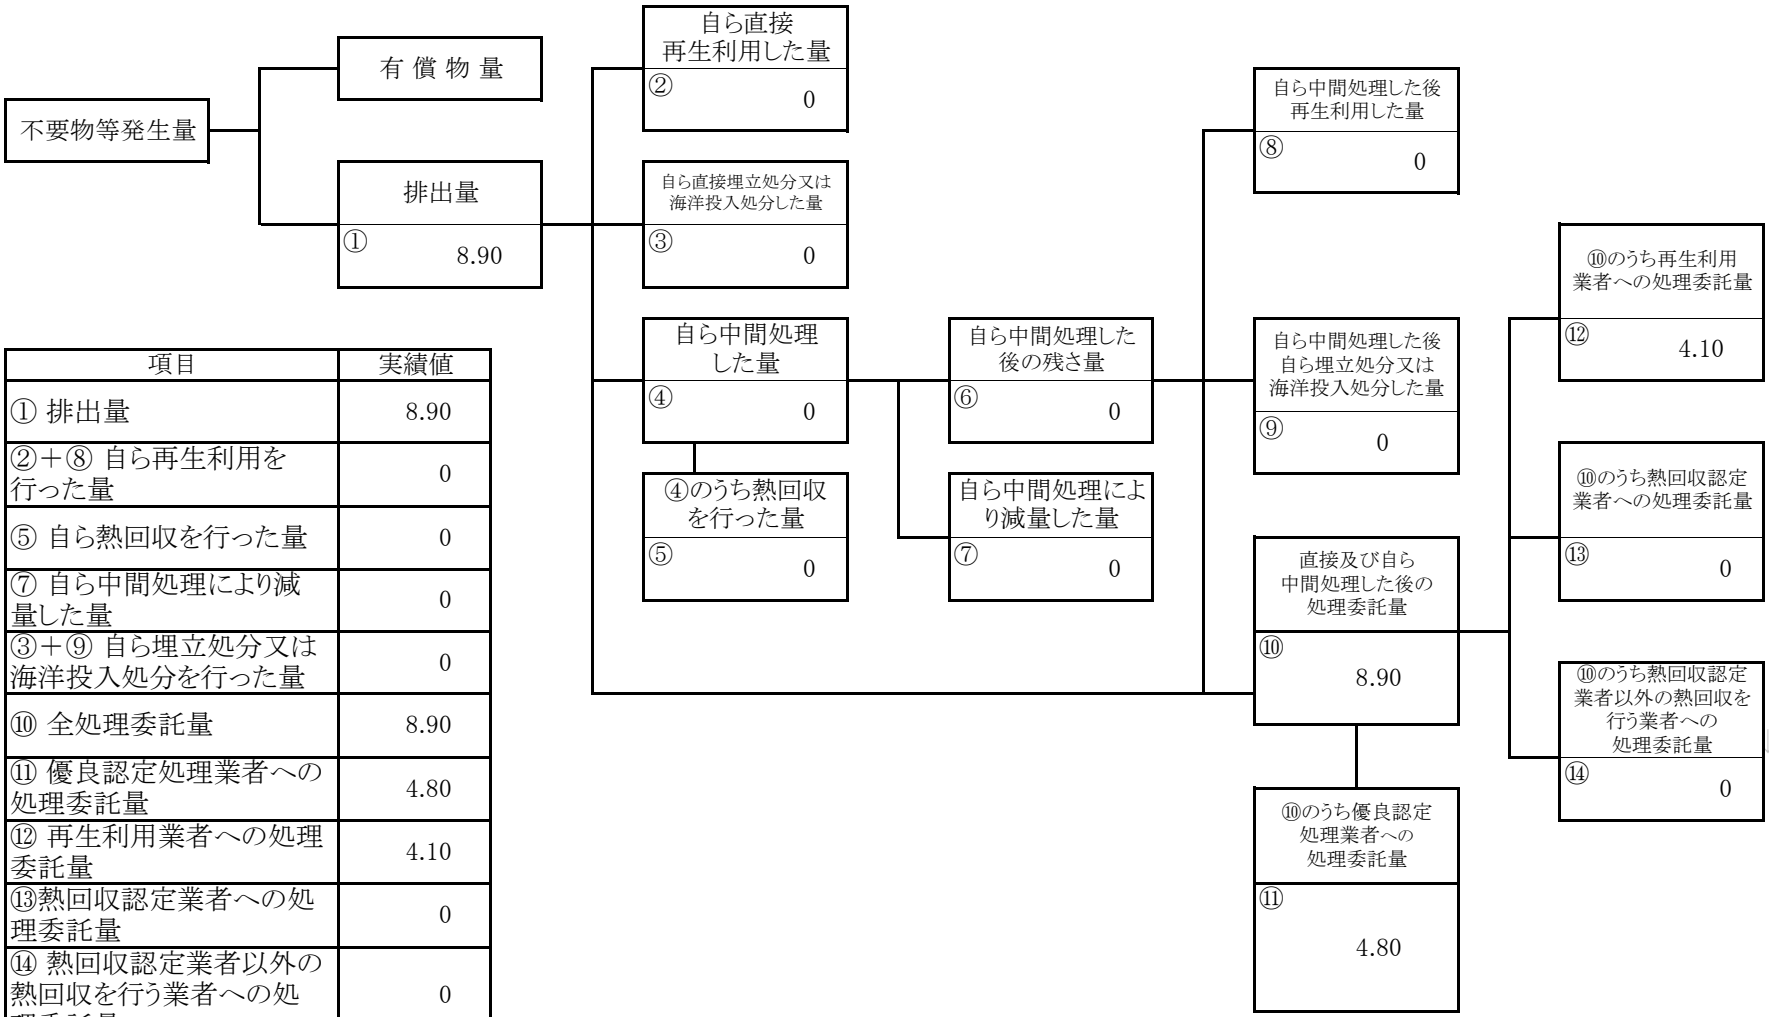 不要物等発生量
有 償 物 量
排出量
①
8.90
自ら直接
再生利用した量
②
0
自ら直接埋立処分又は
海洋投入処分した量
③
0
自ら中間処理
した量
④
0
④のうち熱回収
を行った量
⑤
0
自ら中間処理した
後の残さ量
⑥
0
自ら中間処理によ
り減量した量
⑦
0
自ら中間処理した後
再生利用した量
⑧
0
自ら中間処理した後
自ら埋立処分又は
海洋投入処分した量
⑨
0
直接及び自ら
中間処理した後の
処理委託量
⑩
8.90
⑩のうち優良認定
処理業者への
処理委託量
⑪
4.80
⑩のうち再生利用
業者への処理委託量
⑫
4.10
⑩のうち熱回収認定
業者への処理委託量
⑬
0
⑩のうち熱回収認定
業者以外の熱回収を
行う業者への
処理委託量
⑭
0
項目 実績値
① 排出量 8.90
②+⑧ 自ら再生利用を
行った量
0
⑤ 自ら熱回収を行った量 0
⑦ 自ら中間処理により減
量した量
0
③+⑨ 自ら埋立処分又は
海洋投入処分を行った量
0
⑩ 全処理委託量 8.90
⑪ 優良認定処理業者への
処理委託量
4.80
⑫ 再生利用業者への処理
委託量
4.10
⑬熱回収認定業者への処
理委託量
0
⑭ 熱回収認定業者以外の
熱回収を行う業者への処
0